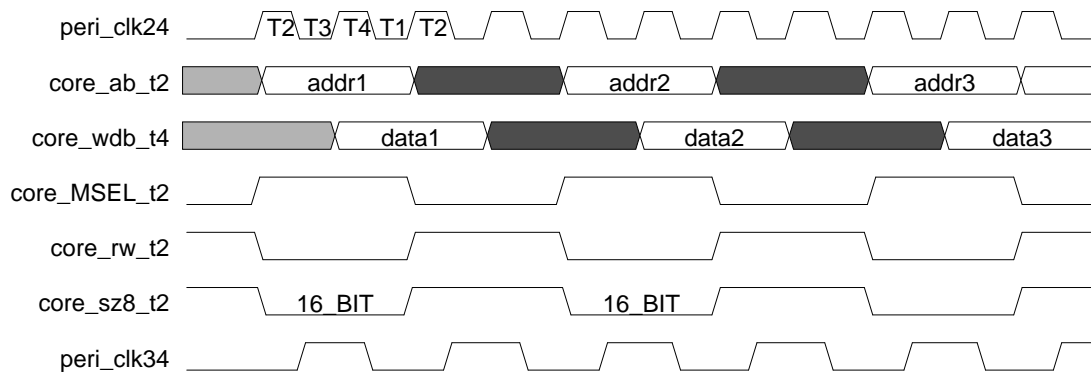 peri_clk24 T2 T3 T4 T1 T2
core_ab_t2 addr1 addr2 addr3
core_wdb_t4 data1 data2 data3
core_MSEL_t2
core_rw_t2
core_sz8_t2 16_BIT 16_BIT
peri_clk34